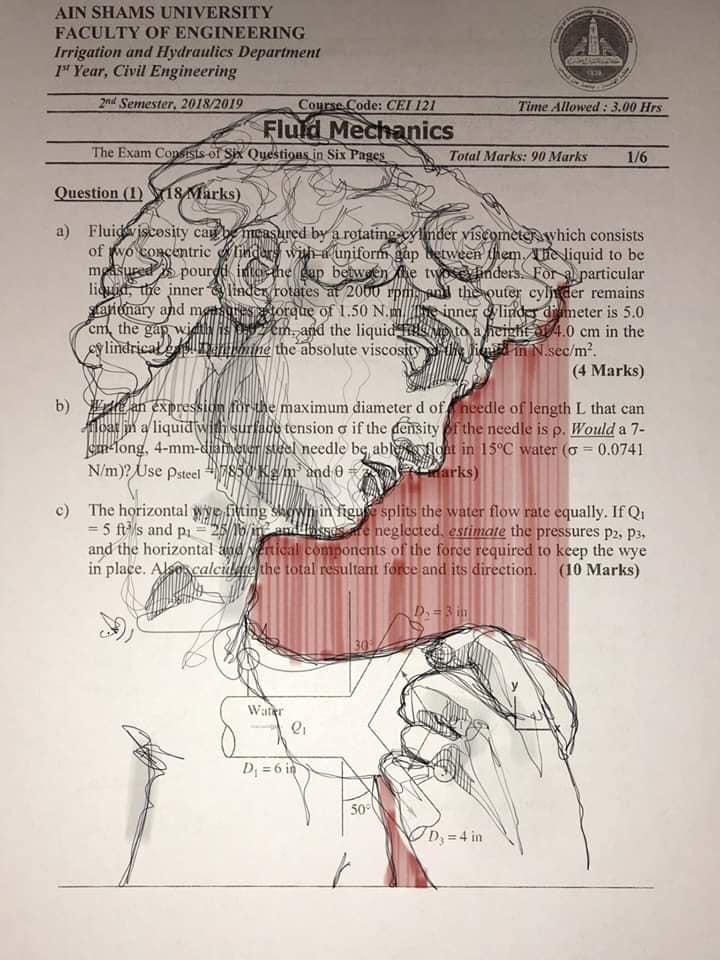 AIN SHAMS UNIVERSITY
FACULTY OF ENGINEERING
Irrigation and Hydraulics Department
1st Year, Civil Engineering
2nd Semester, 2018/2019 Course Code: CEI 121 Time Allowed : 3.00 Hrs
Fluid Mechanics
The Exam Consists of Six Questions in Six Pages Total Marks: 90 Marks 1/6
Question (1) (18 Marks)
a) Fluid viscosity can be measured by a rotating cylinder viscometer, which consists
of two concentric cylinders with a uniform gap between them. The liquid to be
measured is poured into the gap between the two cylinders. For a particular
liquid, the inner cylinder rotates at 2000 rpm, and the outer cylinder remains
stationary and measures a torque of 1.50 N.m. The inner cylinder diameter is 5.0
cm, the gap width is 0.02 cm, and the liquid fills up to a height of 4.0 cm in the
cylindrical gap. Determine the absolute viscosity of the liquid in N.sec/m².
(4 Marks)
b) Write an expression for the maximum diameter d of a needle of length L that can
float in a liquid with surface tension σ if the density of the needle is ρ. Would a 7-
cm-long, 4-mm-diameter steel needle be able to float in 15°C water (σ = 0.0741
N/m)? Use ρsteel = 7850 Kg/m³ and θ = zero. Marks)
c) The horizontal wye fitting shown in figure splits the water flow rate equally. If Q₁
= 5 ft³/s and p₁ = 25 lb/in² and losses are neglected, estimate the pressures p₂, p₃,
and the horizontal and vertical components of the force required to keep the wye
in place. Also, calculate the total resultant force and its direction. (10 Marks)
D₂ = 3 in
30°
y
Water
Q₁
D₁ = 6 in
50°
D₃ = 4 in